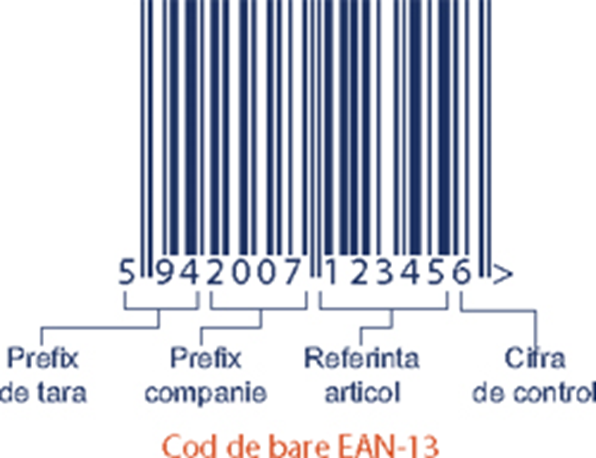 5 942007 123456 >
Prefix de tara
Prefix companie
Referinta articol
Cifra de control
Cod de bare EAN-13